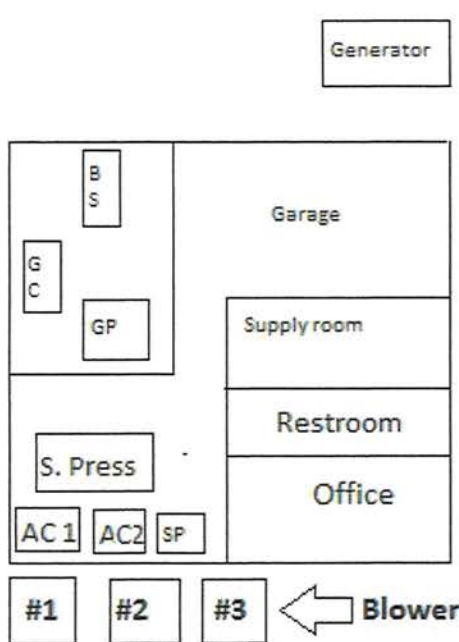 Generator
B
S
Garage
G
C
GP
Supply room
Restroom
S. Press
Office
AC 1
AC2
SP
#1
#2
#3
Blower